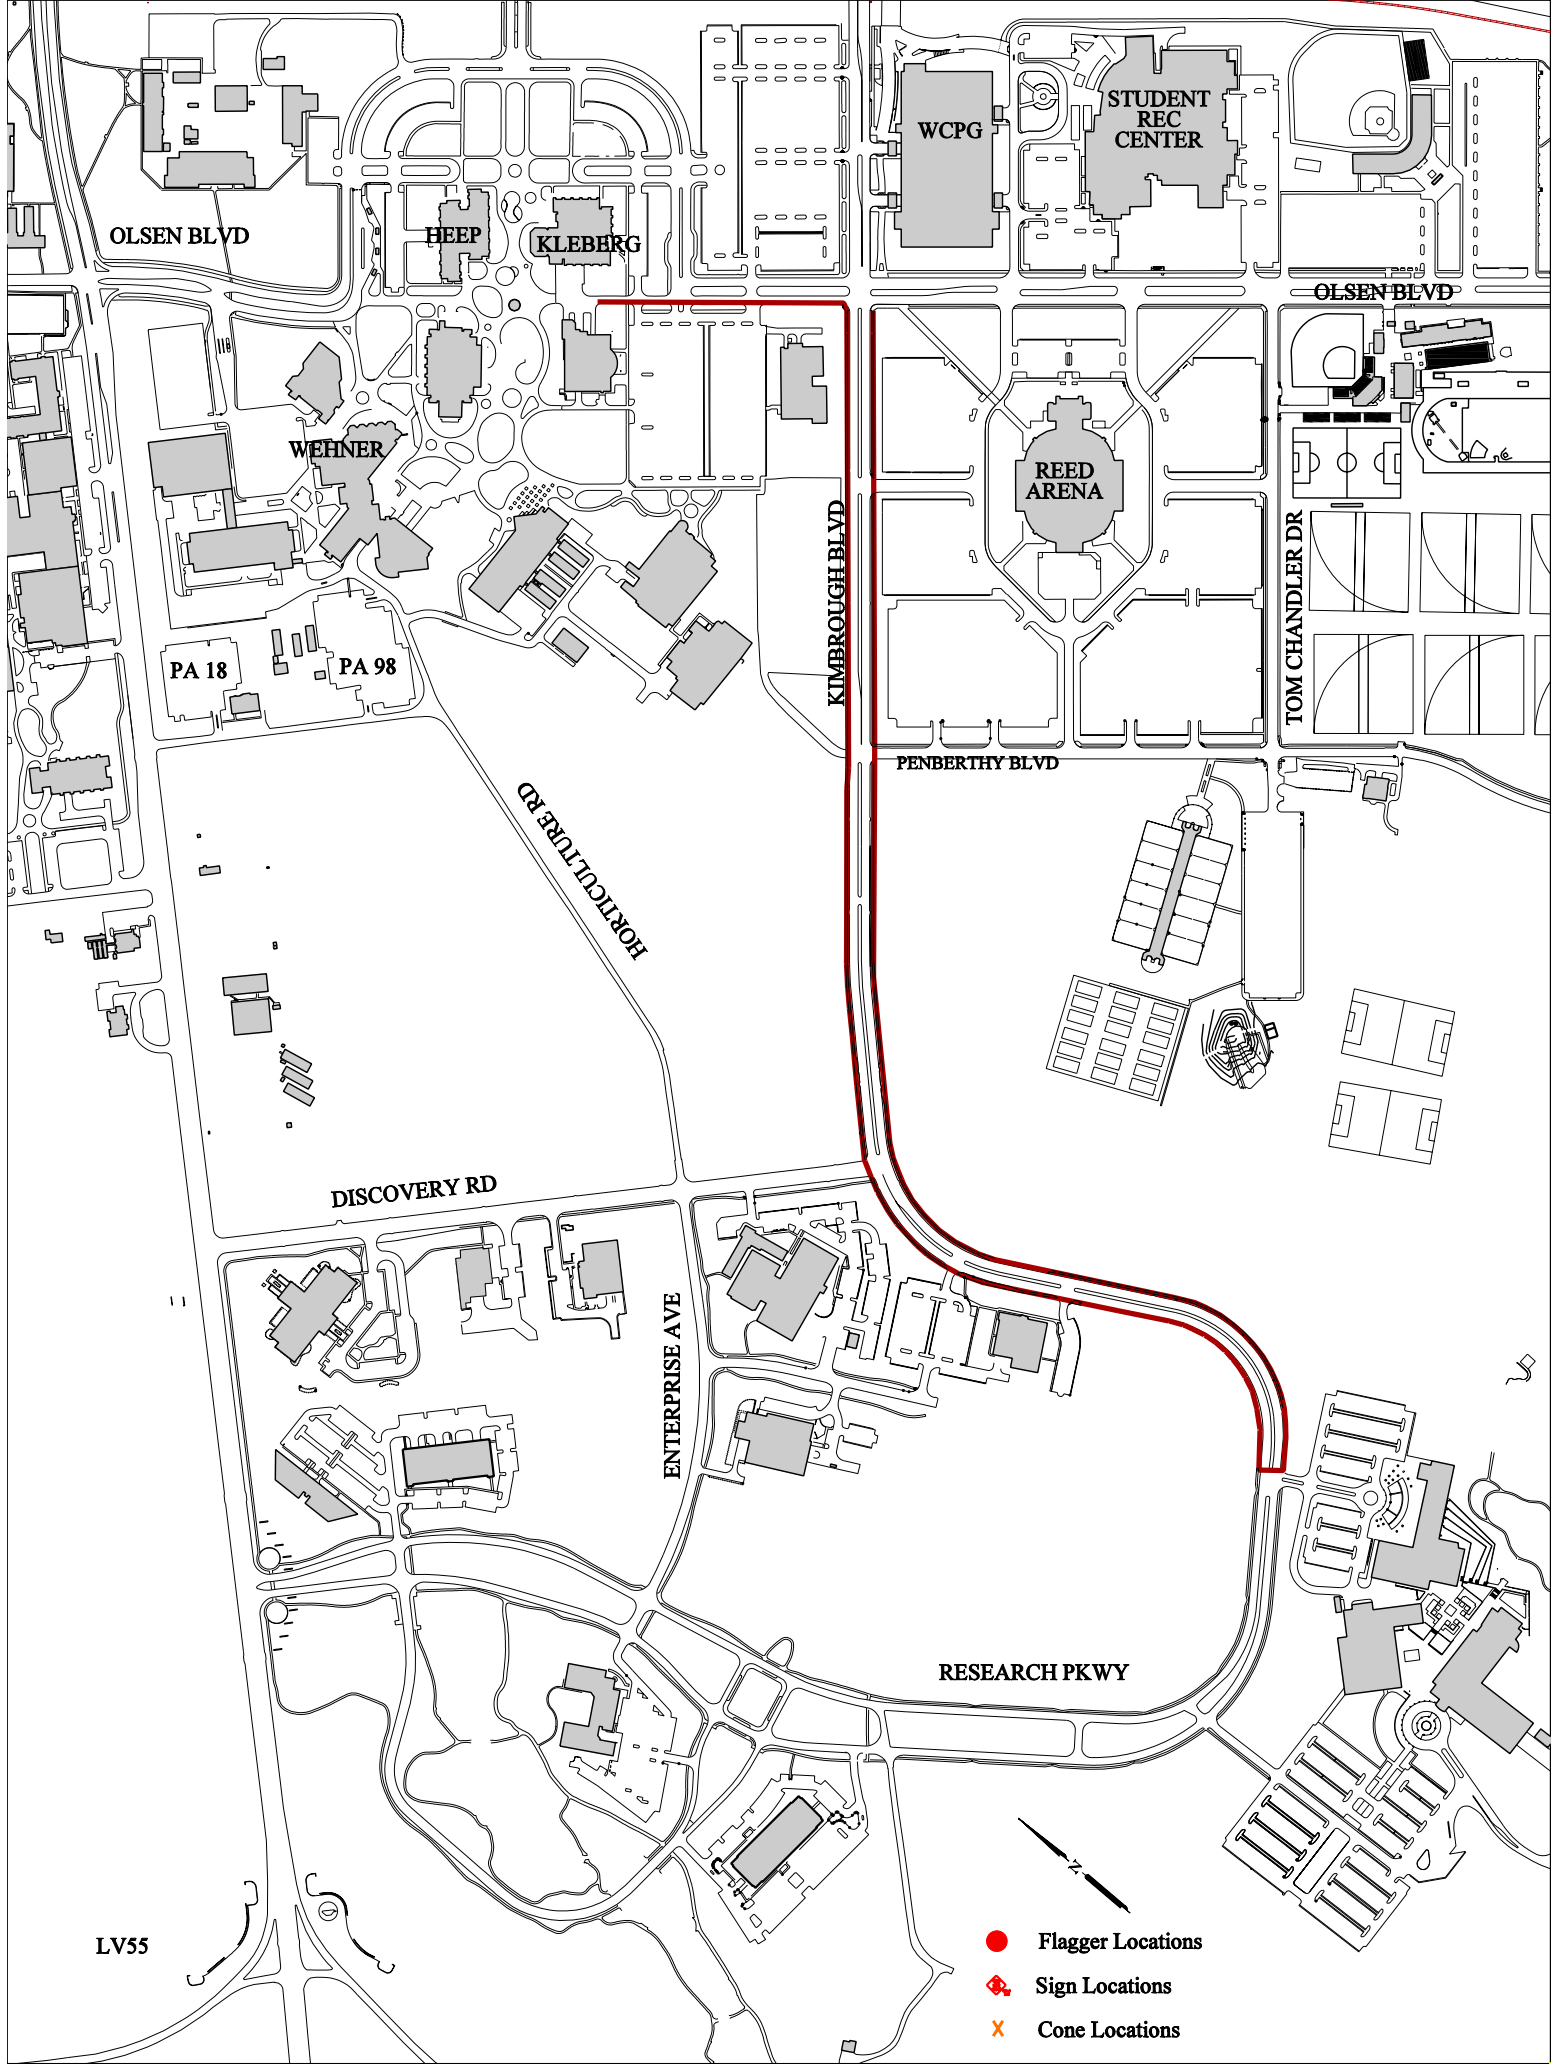 STUDENT
REC
CENTER
WCPG
OLSEN BLVD
HEEP
KLEBERG
OLSEN BLVD
WEHNER
REED
ARENA
KIMBROUGH BLVD
TOM CHANDLER DR
PA 18
PA 98
PENBERTHY BLVD
HORTICULTURE RD
DISCOVERY RD
ENTERPRISE AVE
RESEARCH PKWY
N
LV55
Flagger Locations
Sign Locations
Cone Locations